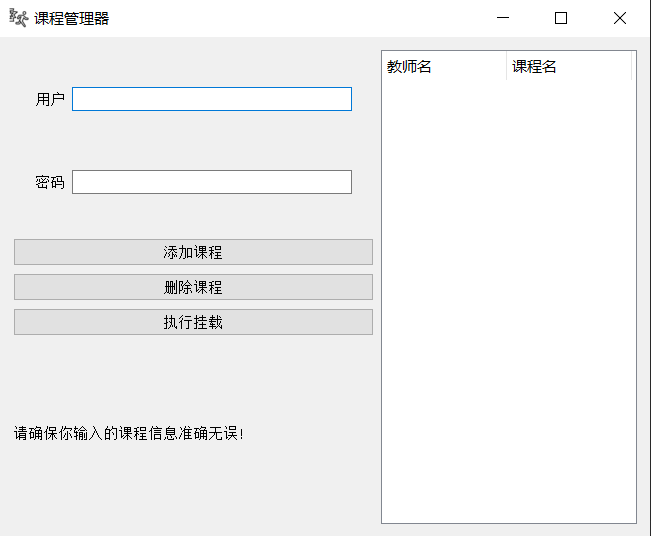 课程管理器
用户
密码
添加课程
删除课程
执行挂载
请确保你输入的课程信息准确无误!
教师名 课程名